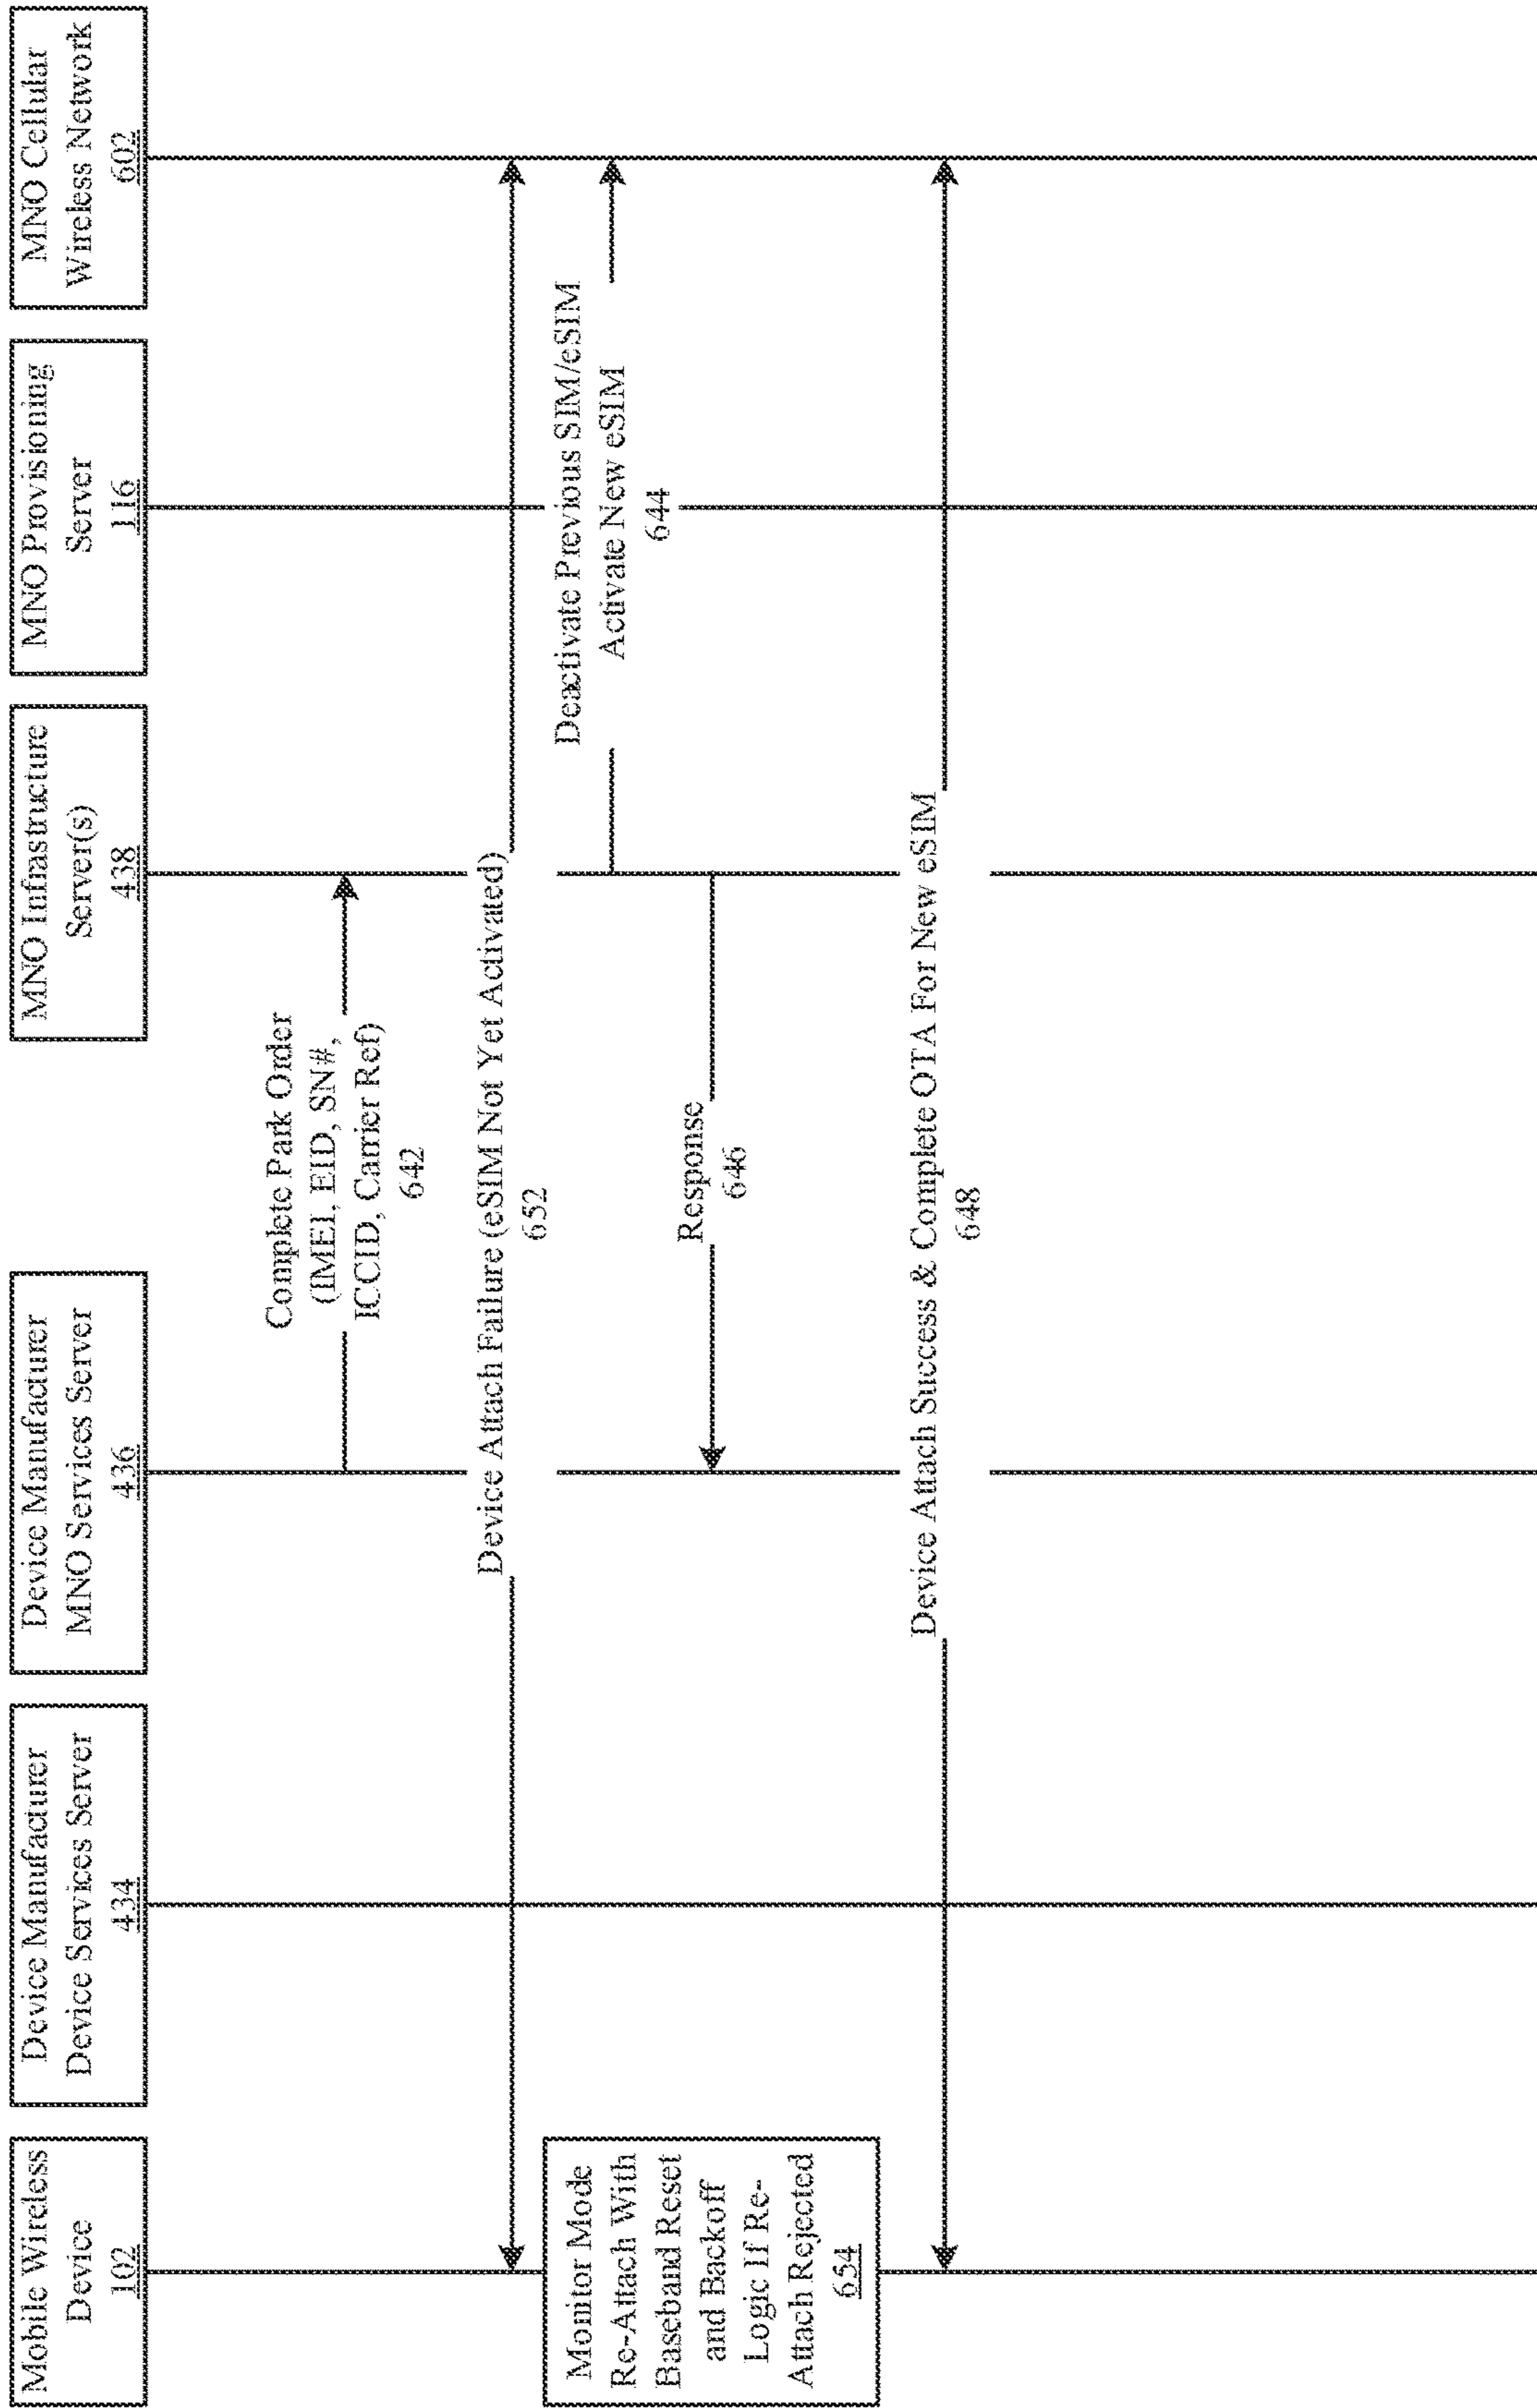 Mobile Wireless
Device
102
Device Manufacturer
Device Services Server
434
Device Manufacturer
MNO Services Server
436
MNO Infrastructure
Server(s)
438
MNO Provisioning
Server
116
MNO Cellular
Wireless Network
602
Complete Park Order
(IMEI, EID, SN#,
ICCID, Carrier Ref)
642
Device Attach Failure (eSIM Not Yet Activated)
652
Deactivate Previous SIM/eSIM
Activate New eSIM
644
Monitor Mode
Re-Attach With
Baseband Reset
and Backoff
Logic If Re-
Attach Rejected
654
Response
646
Device Attach Success & Complete OTA For New eSIM
648